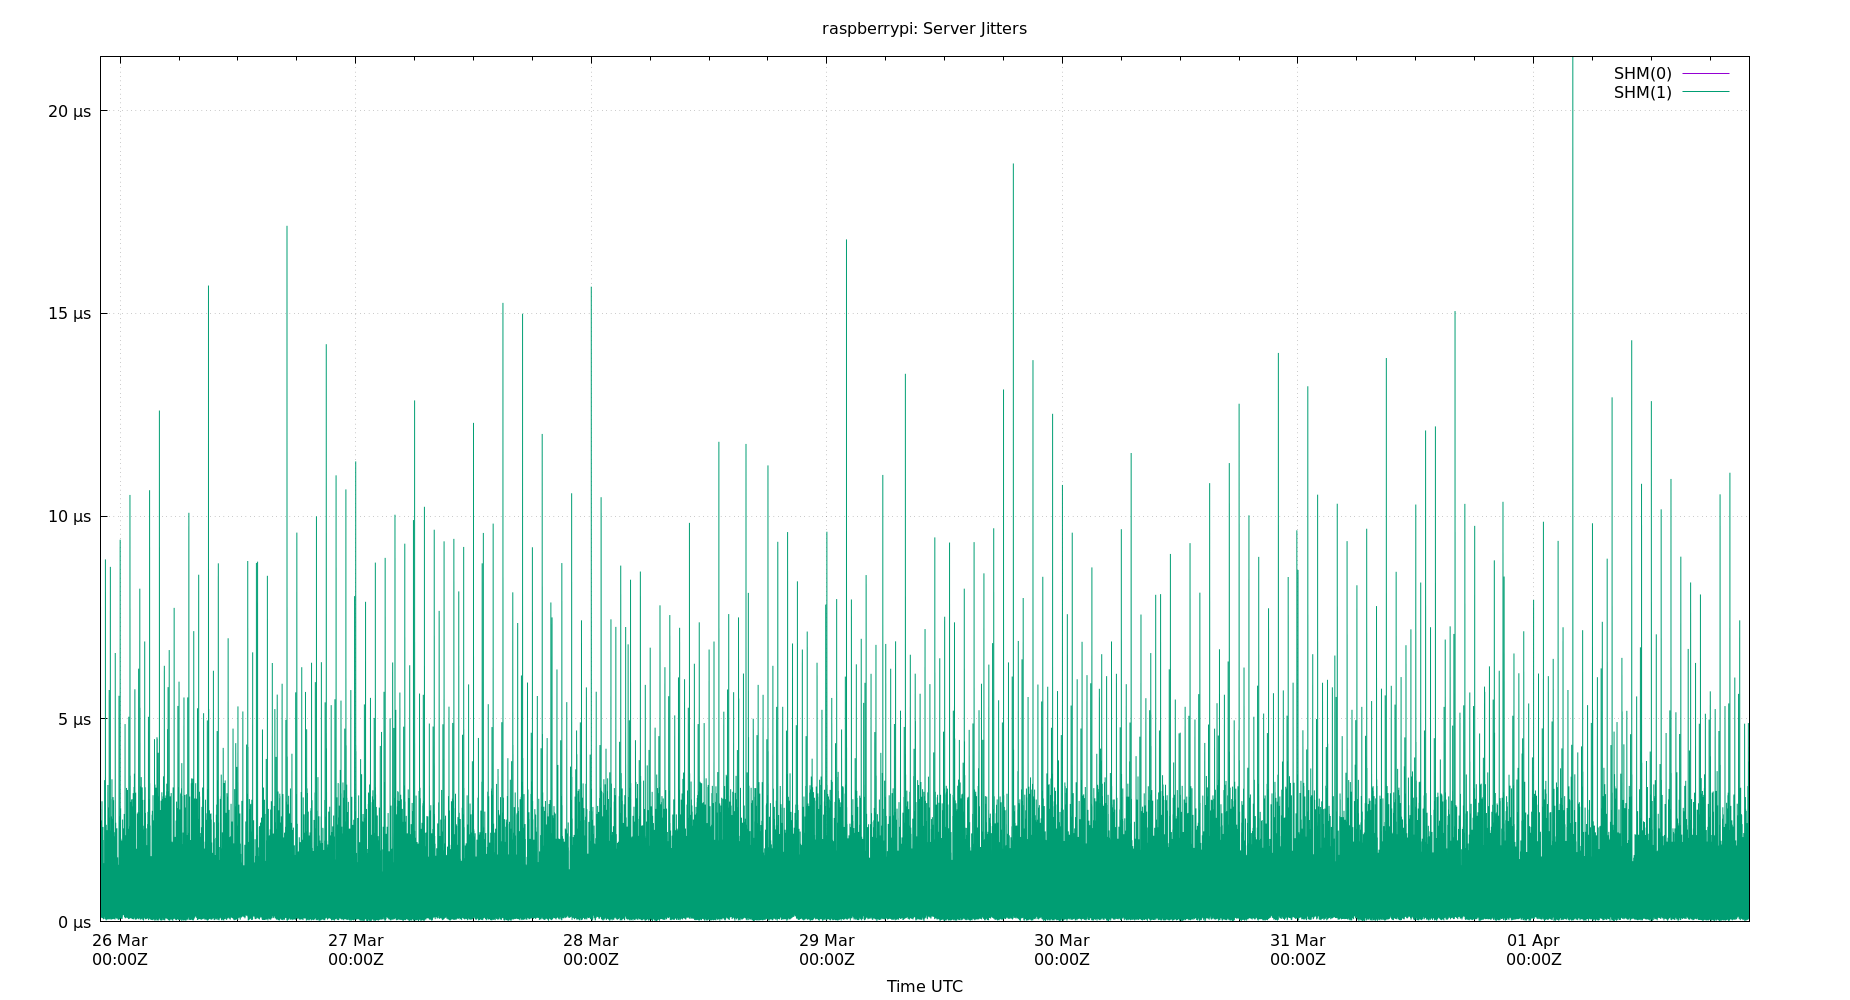 raspberrypi: Server Jitters
SHM(0)
SHM(1)
20 µs
15 µs
10 µs
5 µs
0 µs
26 Mar
00:00Z
27 Mar
00:00Z
28 Mar
00:00Z
29 Mar
00:00Z
30 Mar
00:00Z
31 Mar
00:00Z
01 Apr
00:00Z
Time UTC